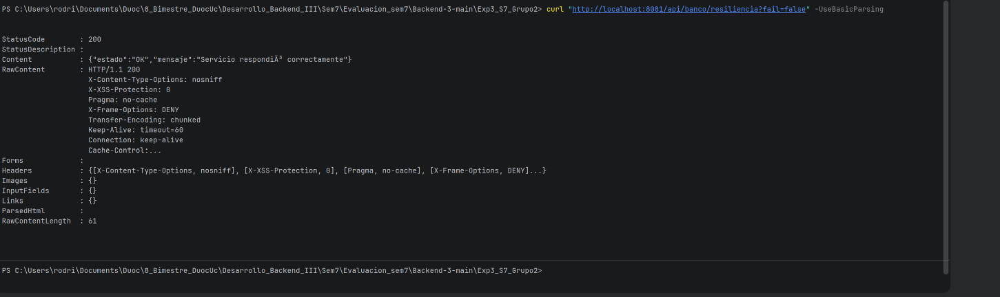 PS C:\Users\rodri\Documents\Duoc\8_Bimestre_DuocUc\Desarrollo_Backend_III\Sem7\Evaluacion_sem7\Backend-3-main\Exp3_S7_Grupo2> curl "http://localhost:8081/api/banco/resiliencia?fail=false" -UseBasicParsing
StatusCode        : 200
StatusDescription :
Content           : {"estado":"OK","mensaje":"Servicio respondiÃ³ correctamente"}
RawContent        : HTTP/1.1 200
                    X-Content-Type-Options: nosniff
                    X-XSS-Protection: 0
                    Pragma: no-cache
                    X-Frame-Options: DENY
                    Transfer-Encoding: chunked
                    Keep-Alive: timeout=60
                    Connection: keep-alive
                    Cache-Control:...
Forms             :
Headers           : {[X-Content-Type-Options, nosniff], [X-XSS-Protection, 0], [Pragma, no-cache], [X-Frame-Options, DENY]...}
Images            : {}
InputFields       : {}
Links             : {}
ParsedHtml        :
RawContentLength  : 61
PS C:\Users\rodri\Documents\Duoc\8_Bimestre_DuocUc\Desarrollo_Backend_III\Sem7\Evaluacion_sem7\Backend-3-main\Exp3_S7_Grupo2>